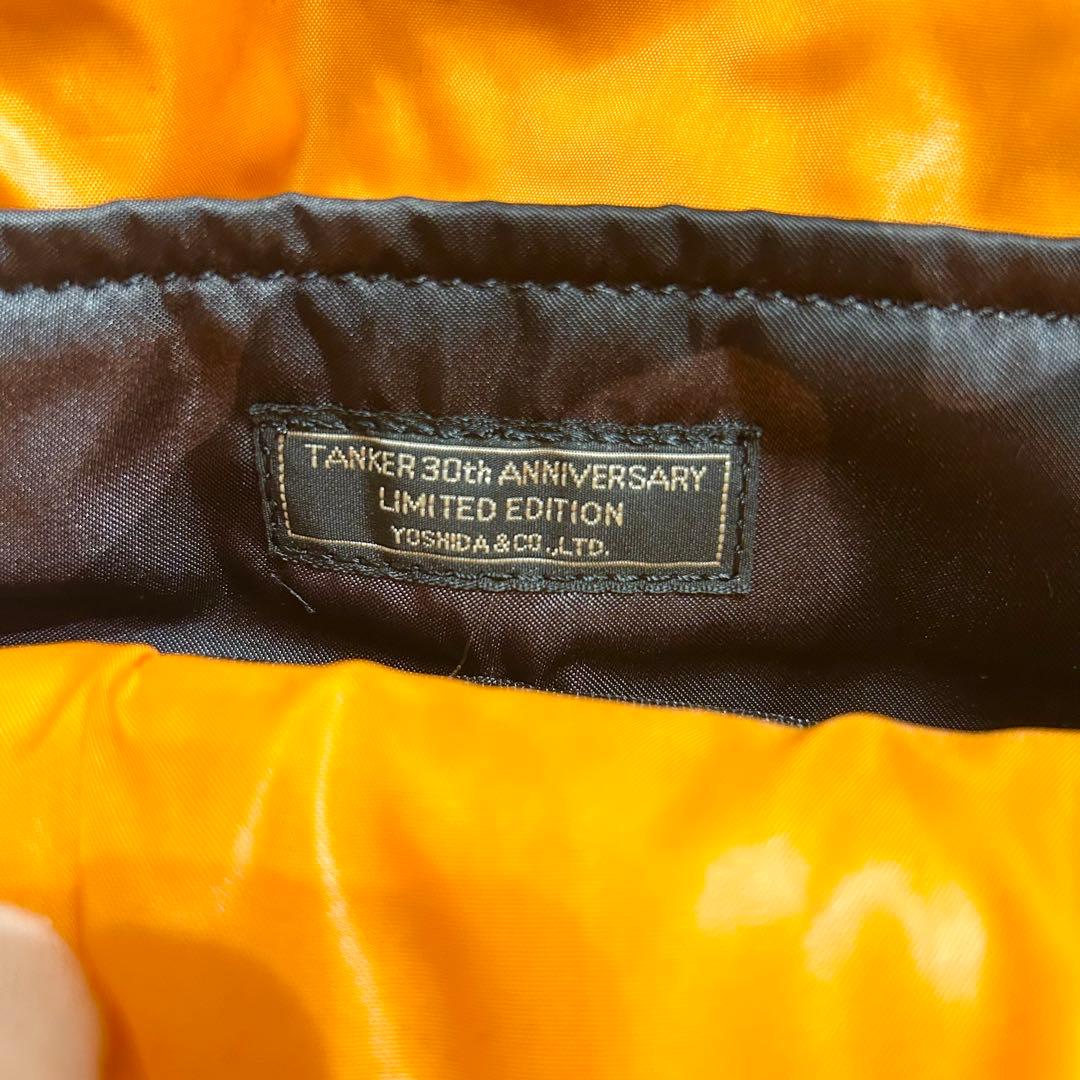 TANKER 30th ANNIVERSARY
LIMITED EDITION
YOSHIDA & CO.,LTD.